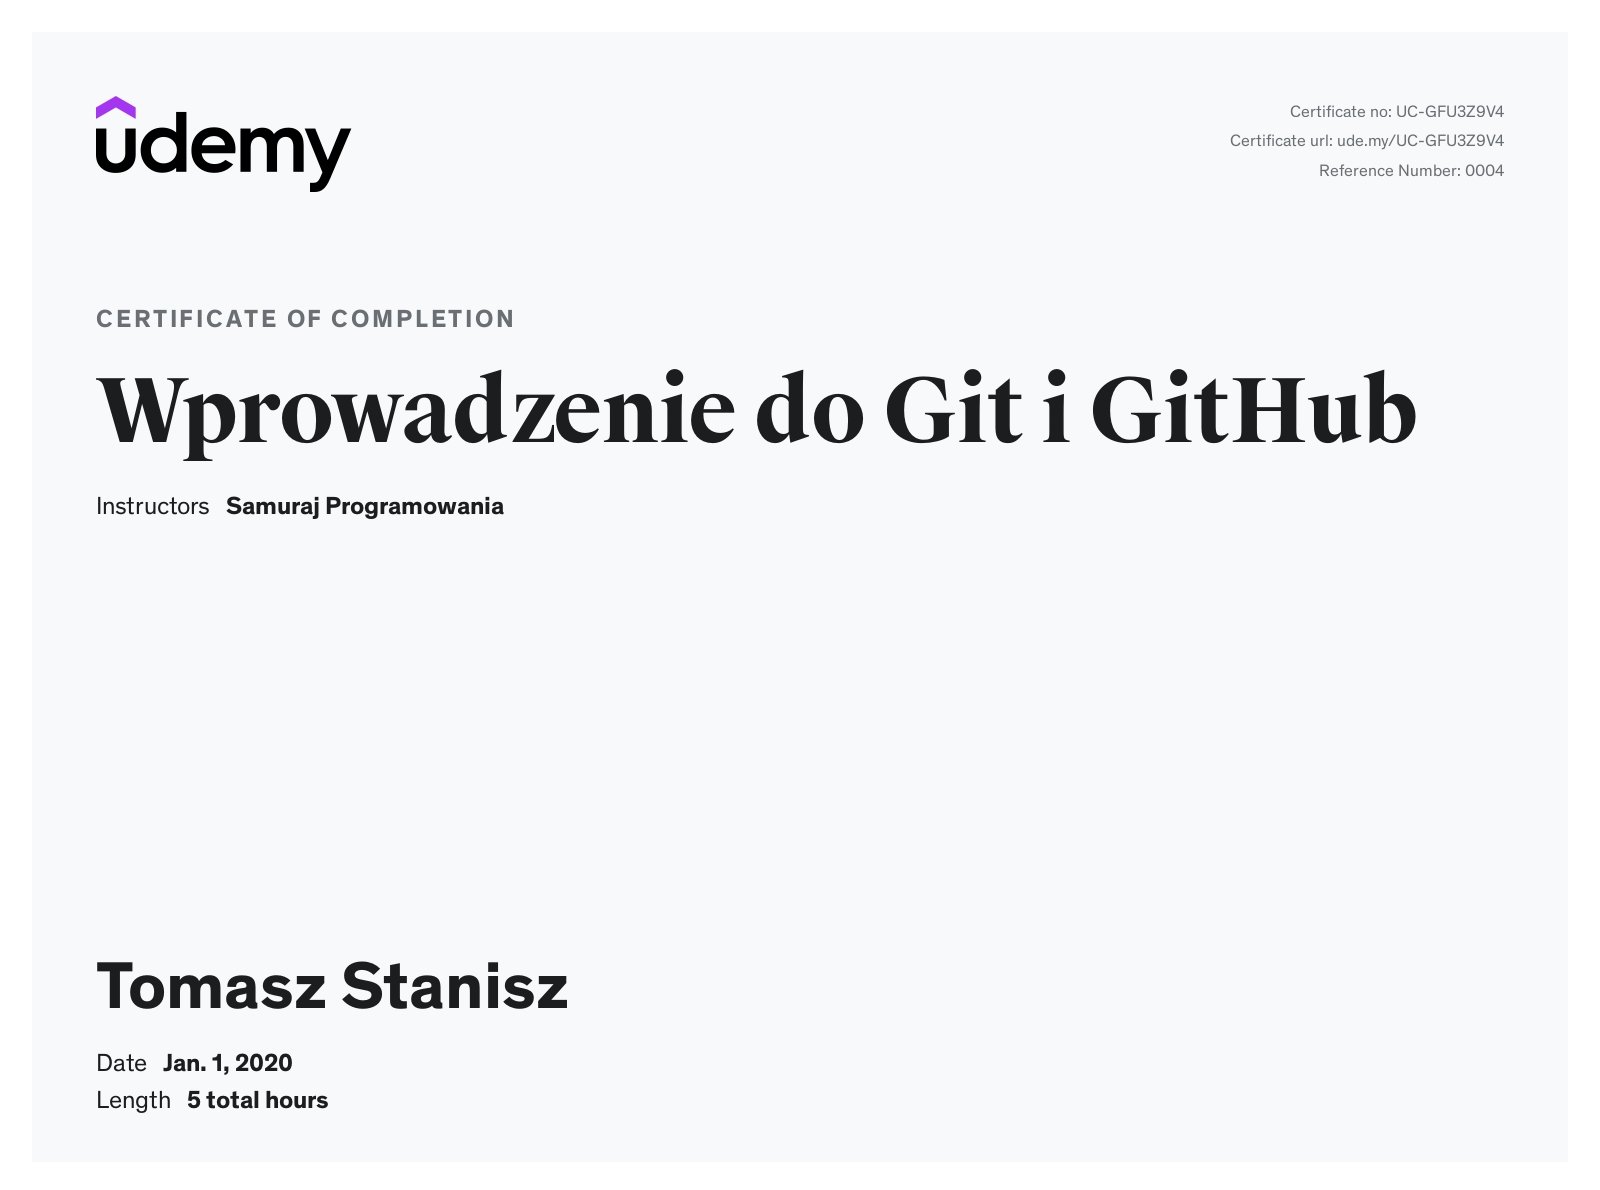 udemy
Certificate no: UC-GFU3Z9V4
Certificate url: ude.my/UC-GFU3Z9V4
Reference Number: 0004
CERTIFICATE OF COMPLETION
Wprowadzenie do Git i GitHub
Instructors Samuraj Programowania
Tomasz Stanisz
Date Jan. 1, 2020
Length 5 total hours